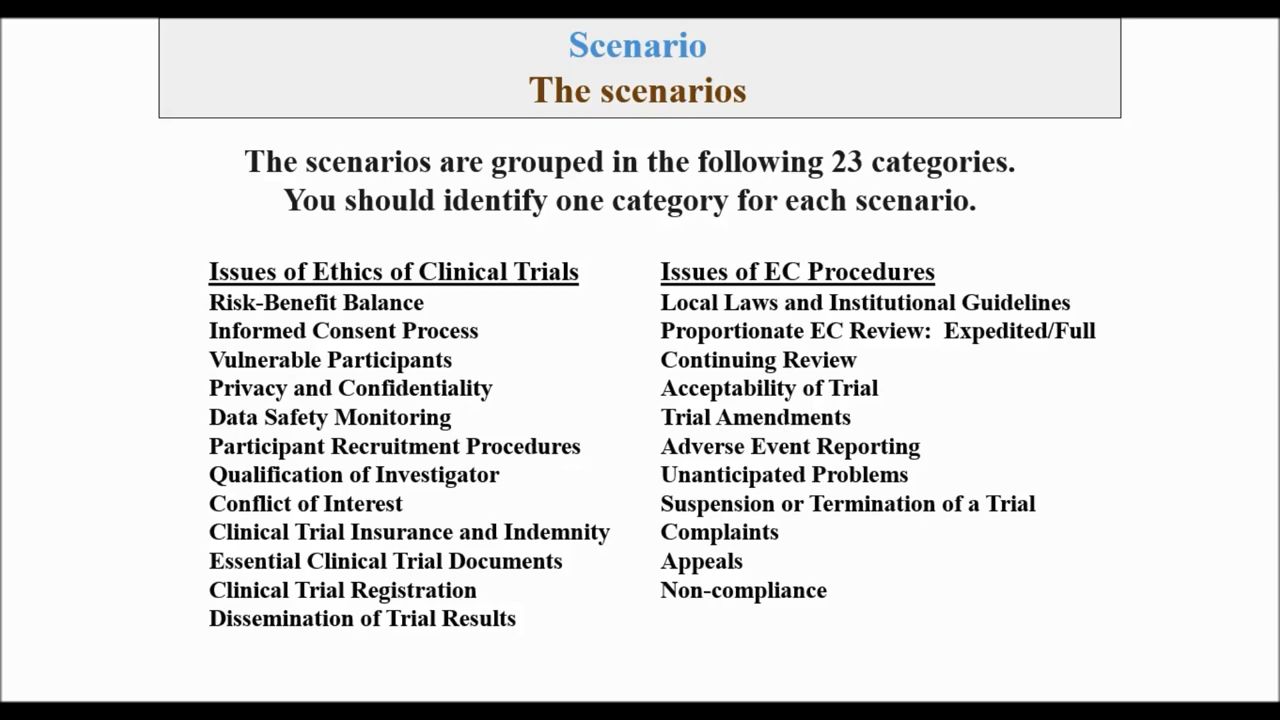 Scenario
The scenarios
The scenarios are grouped in the following 23 categories.
You should identify one category for each scenario.
Issues of Ethics of Clinical Trials
Risk-Benefit Balance
Informed Consent Process
Vulnerable Participants
Privacy and Confidentiality
Data Safety Monitoring
Participant Recruitment Procedures
Qualification of Investigator
Conflict of Interest
Clinical Trial Insurance and Indemnity
Essential Clinical Trial Documents
Clinical Trial Registration
Dissemination of Trial Results
Issues of EC Procedures
Local Laws and Institutional Guidelines
Proportionate EC Review:  Expedited/Full
Continuing Review
Acceptability of Trial
Trial Amendments
Adverse Event Reporting
Unanticipated Problems
Suspension or Termination of a Trial
Complaints
Appeals
Non-compliance